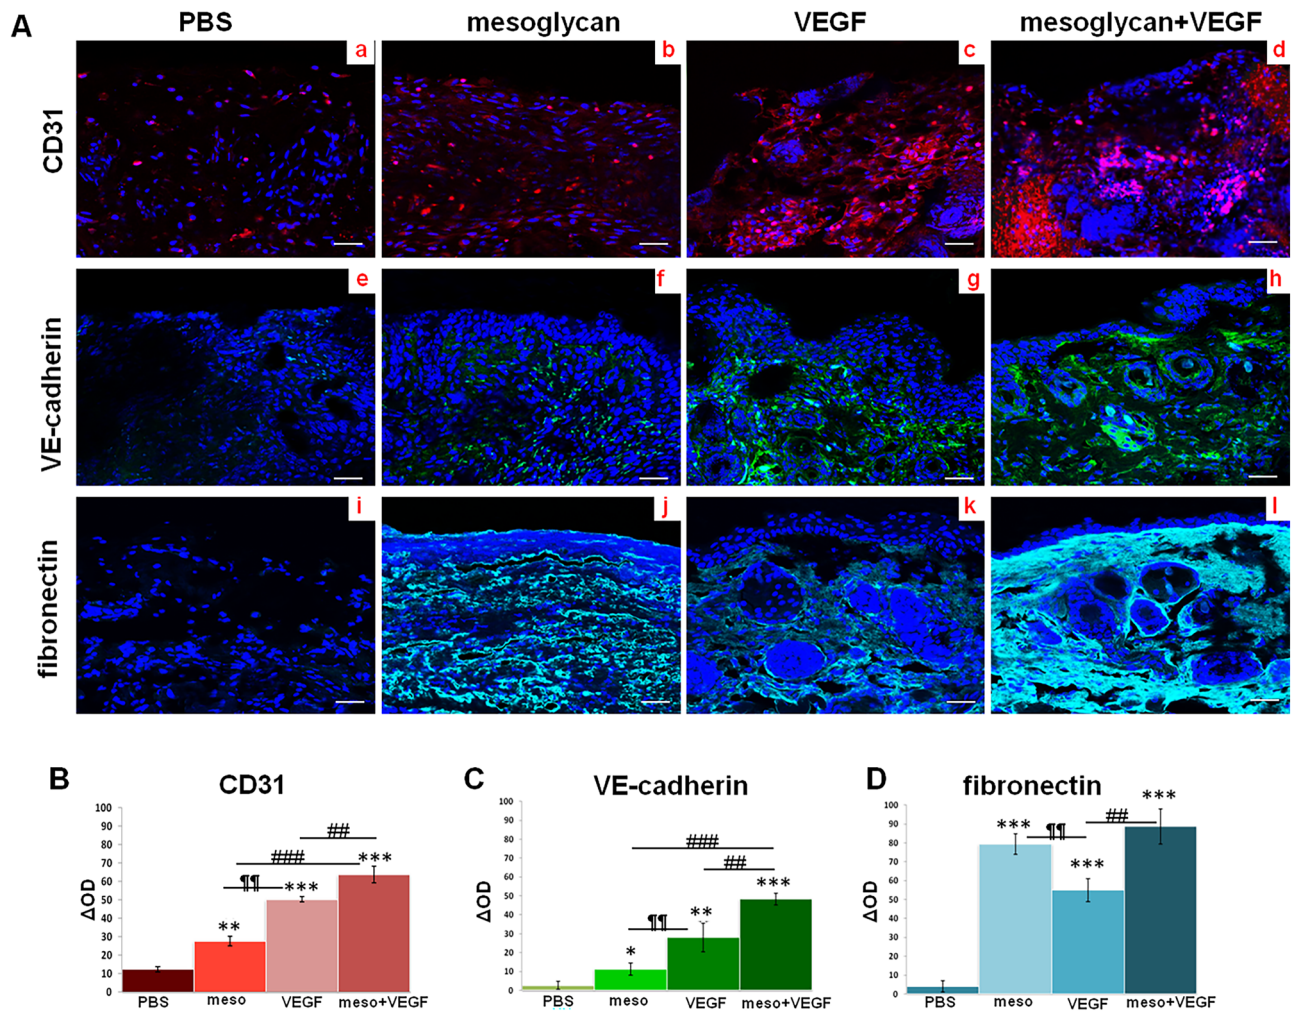 A
PBS
mesoglycan
VEGF
mesoglycan+VEGF
CD31
a
b
c
d
VE-cadherin
e
f
g
h
fibronectin
i
j
k
l
B
CD31
ΔOD
100
90
80
70
60
50
40
30
20
10
0
##
###
***
¶¶
***
**
PBS
meso
VEGF
meso+VEGF
C
VE-cadherin
ΔOD
100
90
80
70
60
50
40
30
20
10
0
###
##
***
¶¶
**
*
PBS
meso
VEGF
meso+VEGF
D
fibronectin
ΔOD
100
90
80
70
60
50
40
30
20
10
0
***
##
***
¶¶
***
PBS
meso
VEGF
meso+VEGF